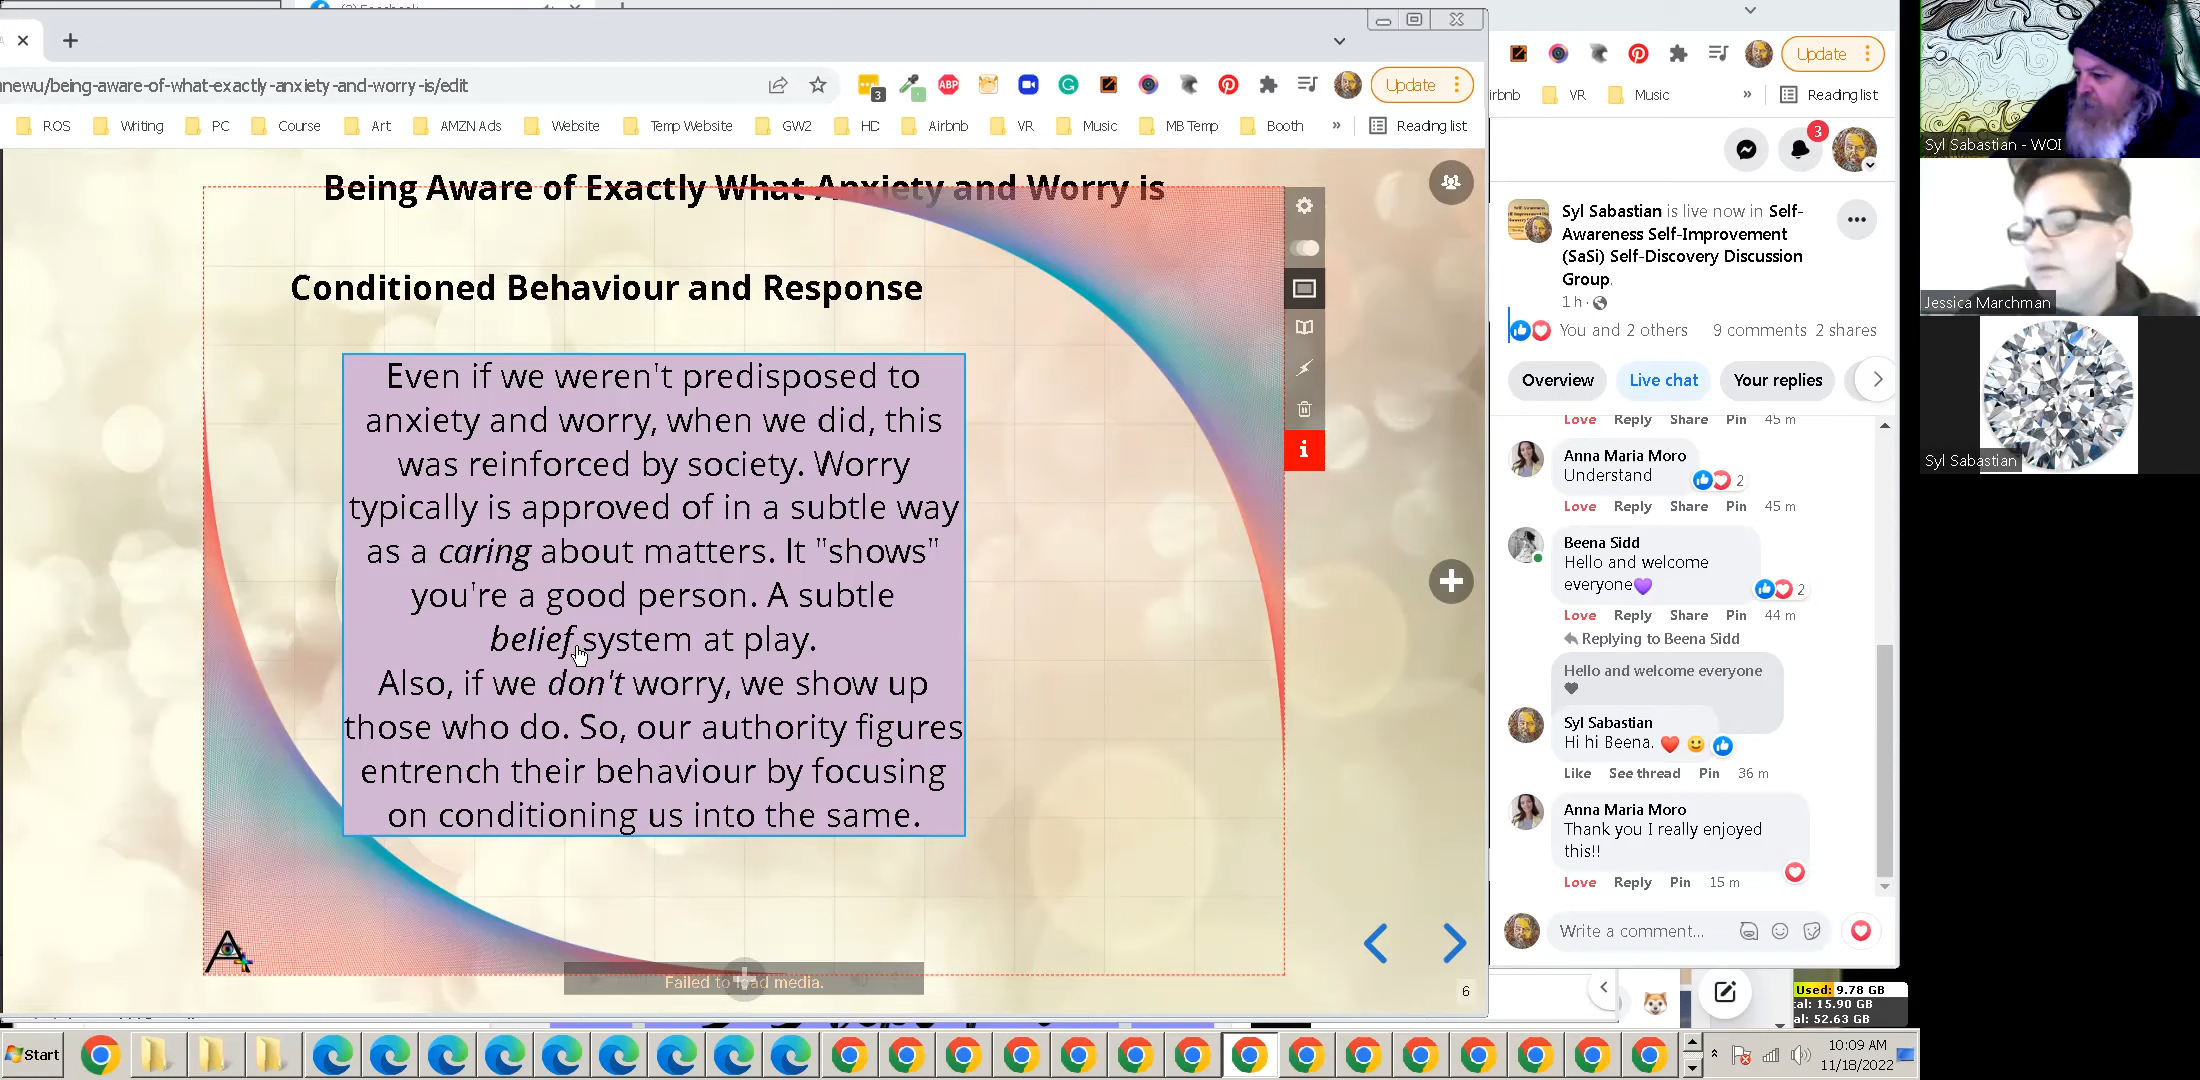 (2) Facebook
newu/being-aware-of-what-exactly-anxiety-and-worry-is/edit
3
ABP
Update
ROS
Writing
PC
Course
Art
AMZN Ads
Website
Temp Website
GW2
HD
Airbnb
VR
Music
MB Temp
Booth
»
Reading list
Being Aware of Exactly What Anxiety and Worry is
Conditioned Behaviour and Response
Even if we weren't predisposed to
anxiety and worry, when we did, this
was reinforced by society. Worry
typically is approved of in a subtle way
as a caring about matters. It "shows"
you're a good person. A subtle
belief system at play.
Also, if we don't worry, we show up
those who do. So, our authority figures
entrench their behaviour by focusing
on conditioning us into the same.
i
Failed to load media.
6
Update
irbnb
VR
Music
»
Reading list
3
Syl Sabastian is live now in Self-
Awareness Self-Improvement
(SaSi) Self-Discovery Discussion
Group.
1 h ·
You and 2 others
9 comments 2 shares
Overview
Live chat
Your replies
Love Reply Share Pin 45 m
Anna Maria Moro
Understand
2
Love Reply Share Pin 45 m
Beena Sidd
Hello and welcome
everyone💜
2
Love Reply Share Pin 44 m
Replying to Beena Sidd
Hello and welcome everyone
Syl Sabastian
Hi hi Beena.
Like See thread Pin 36 m
Anna Maria Moro
Thank you I really enjoyed
this!!
Love Reply Pin 15 m
Write a comment...
Syl Sabastian - WOI
Jessica Marchman
Syl Sabastian
Used: 9.78 GB
tal: 15.90 GB
al: 52.63 GB
Start
10:09 AM
11/18/2022